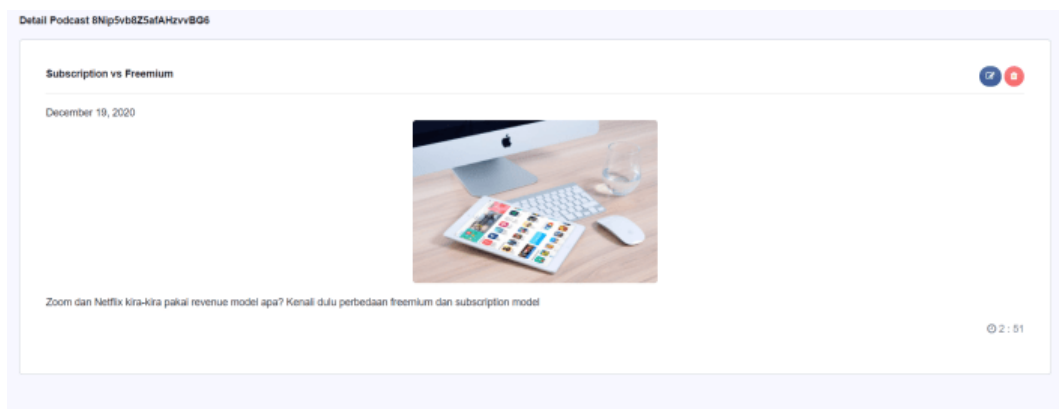 Detail Podcast 8Nip5vb8Z5afAHzvvBG6
Subscription vs Freemium
December 19, 2020
Zoom dan Netflix kira-kira pakai revenue model apa? Kenali dulu perbedaan freemium dan subscription model
2 : 51